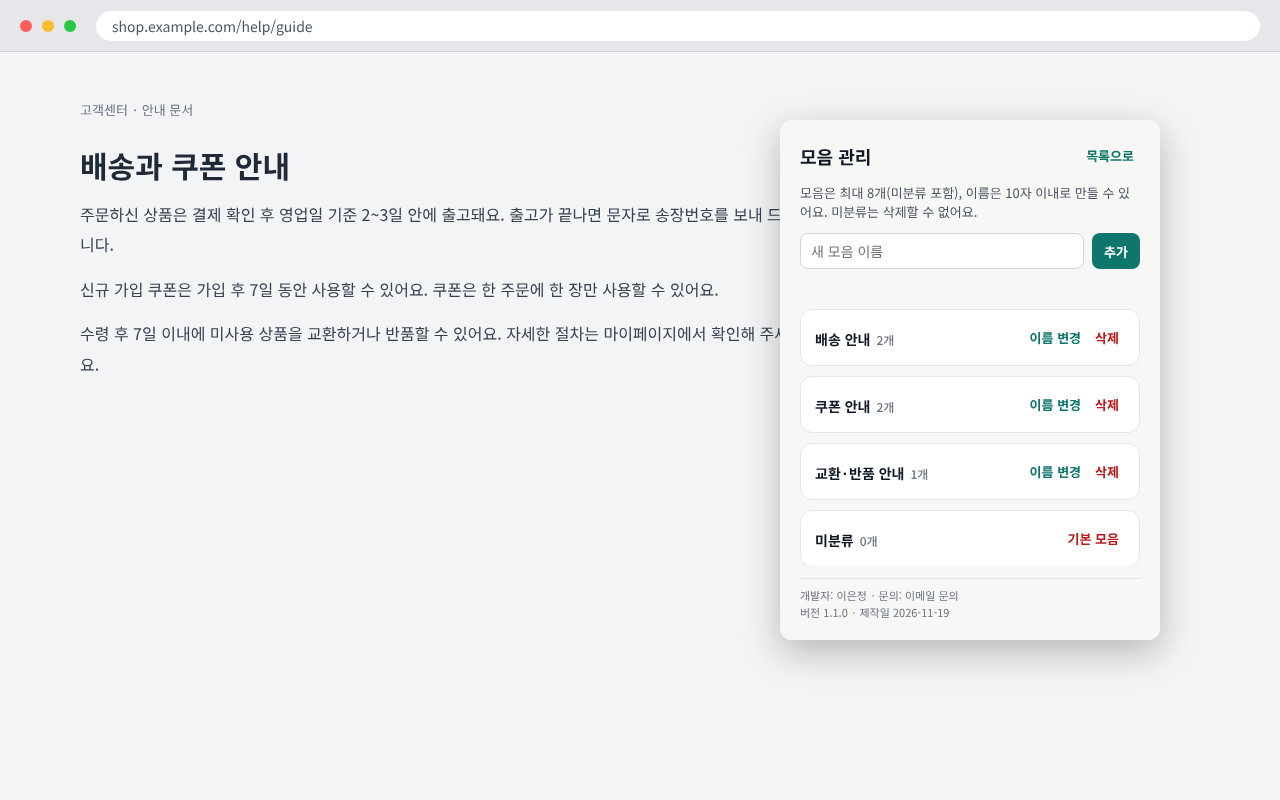 shop.example.com/help/guide
고객센터 · 안내 문서
배송과 쿠폰 안내
주문하신 상품은 결제 확인 후 영업일 기준 2~3일 안에 출고돼요. 출고가 끝나면 문자로 송장번호를 보내 드
니다.
신규 가입 쿠폰은 가입 후 7일 동안 사용할 수 있어요. 쿠폰은 한 주문에 한 장만 사용할 수 있어요.
수령 후 7일 이내에 미사용 상품을 교환하거나 반품할 수 있어요. 자세한 절차는 마이페이지에서 확인해
요.
모음 관리
목록으로
모음은 최대 8개(미분류 포함), 이름은 10자 이내로 만들 수 있
어요. 미분류는 삭제할 수 없어요.
새 모음 이름
추가
배송 안내 2개 이름 변경 삭제
쿠폰 안내 2개 이름 변경 삭제
교환·반품 안내 1개 이름 변경 삭제
미분류 0개 기본 모음
개발자: 이은정 · 문의: 이메일 문의
버전 1.1.0 · 제작일 2026-11-19